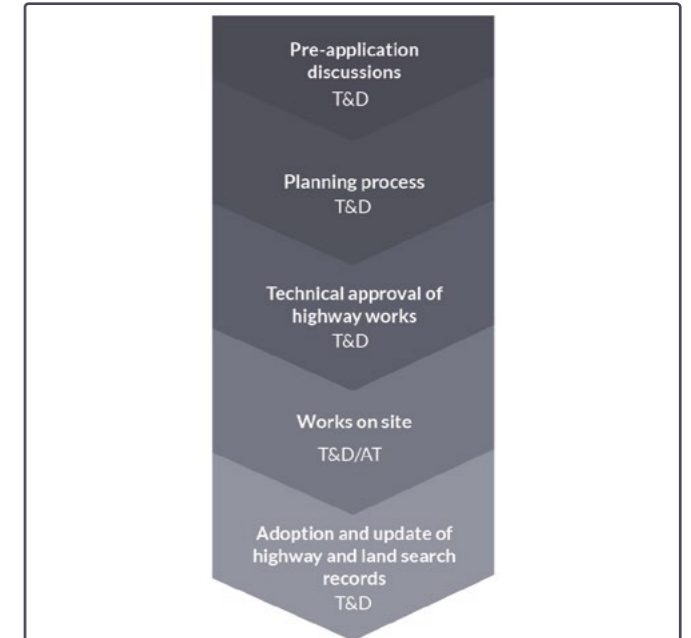 Pre-application
discussions
T&D
Planning process
T&D
Technical approval of
highway works
T&D
Works on site
T&D/AT
Adoption and update of
highway and land search
records
T&D